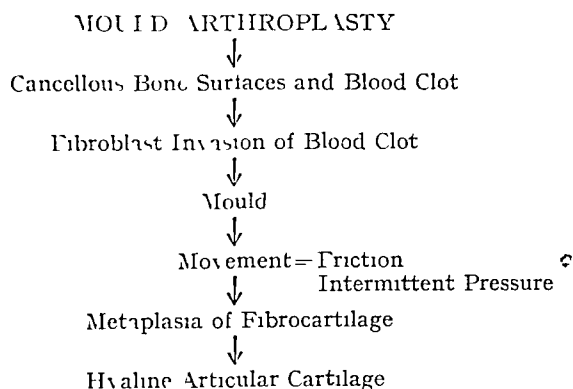 MOULD ARTHROPLASTY
Cancellous Bone Surfaces and Blood Clot
Fibroblast Invasion of Blood Clot
Mould
Movement = Friction
Intermittent Pressure
Metaplasia of Fibrocartilage
Hyaline Articular Cartilage